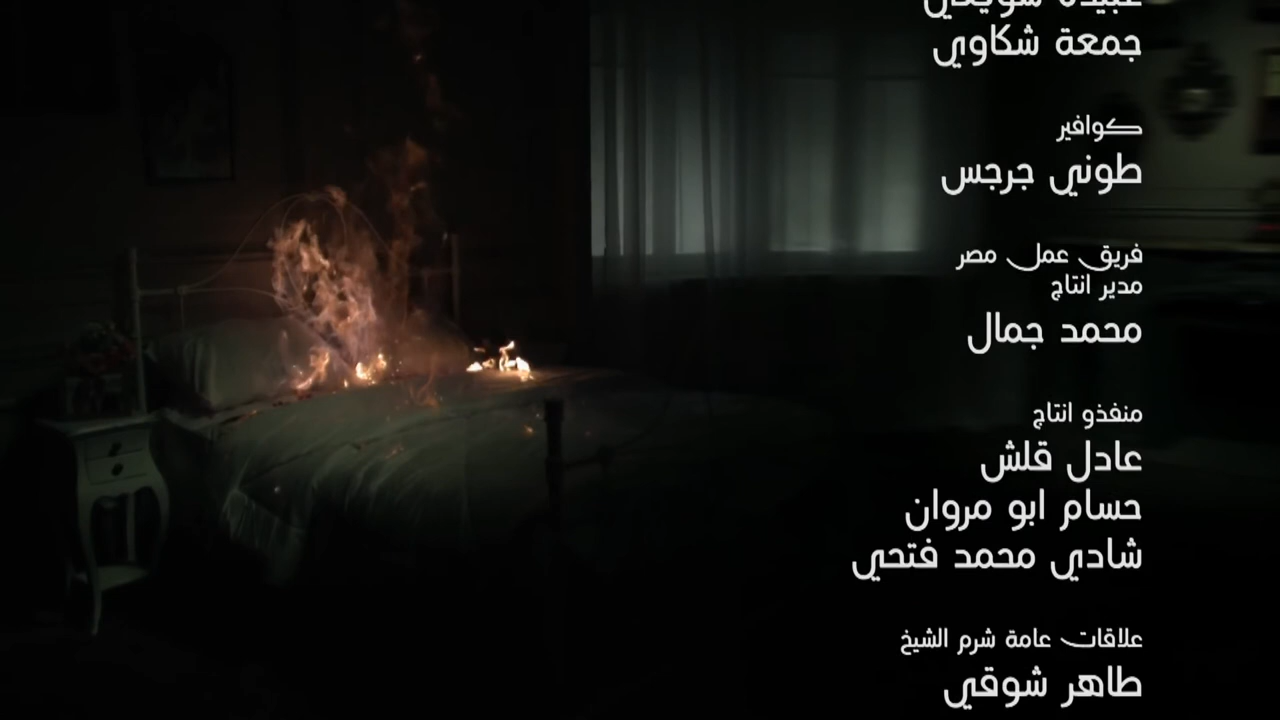 جمعة شكاوي
كوافير
طوني جرجس
فريق عمل مصر
مدير انتاج
محمد جمال
منفذو انتاج
عادل قلش
حسام ابو مروان
شادي محمد فتحي
علاقات عامة شرم الشيخ
طاهر شوقي